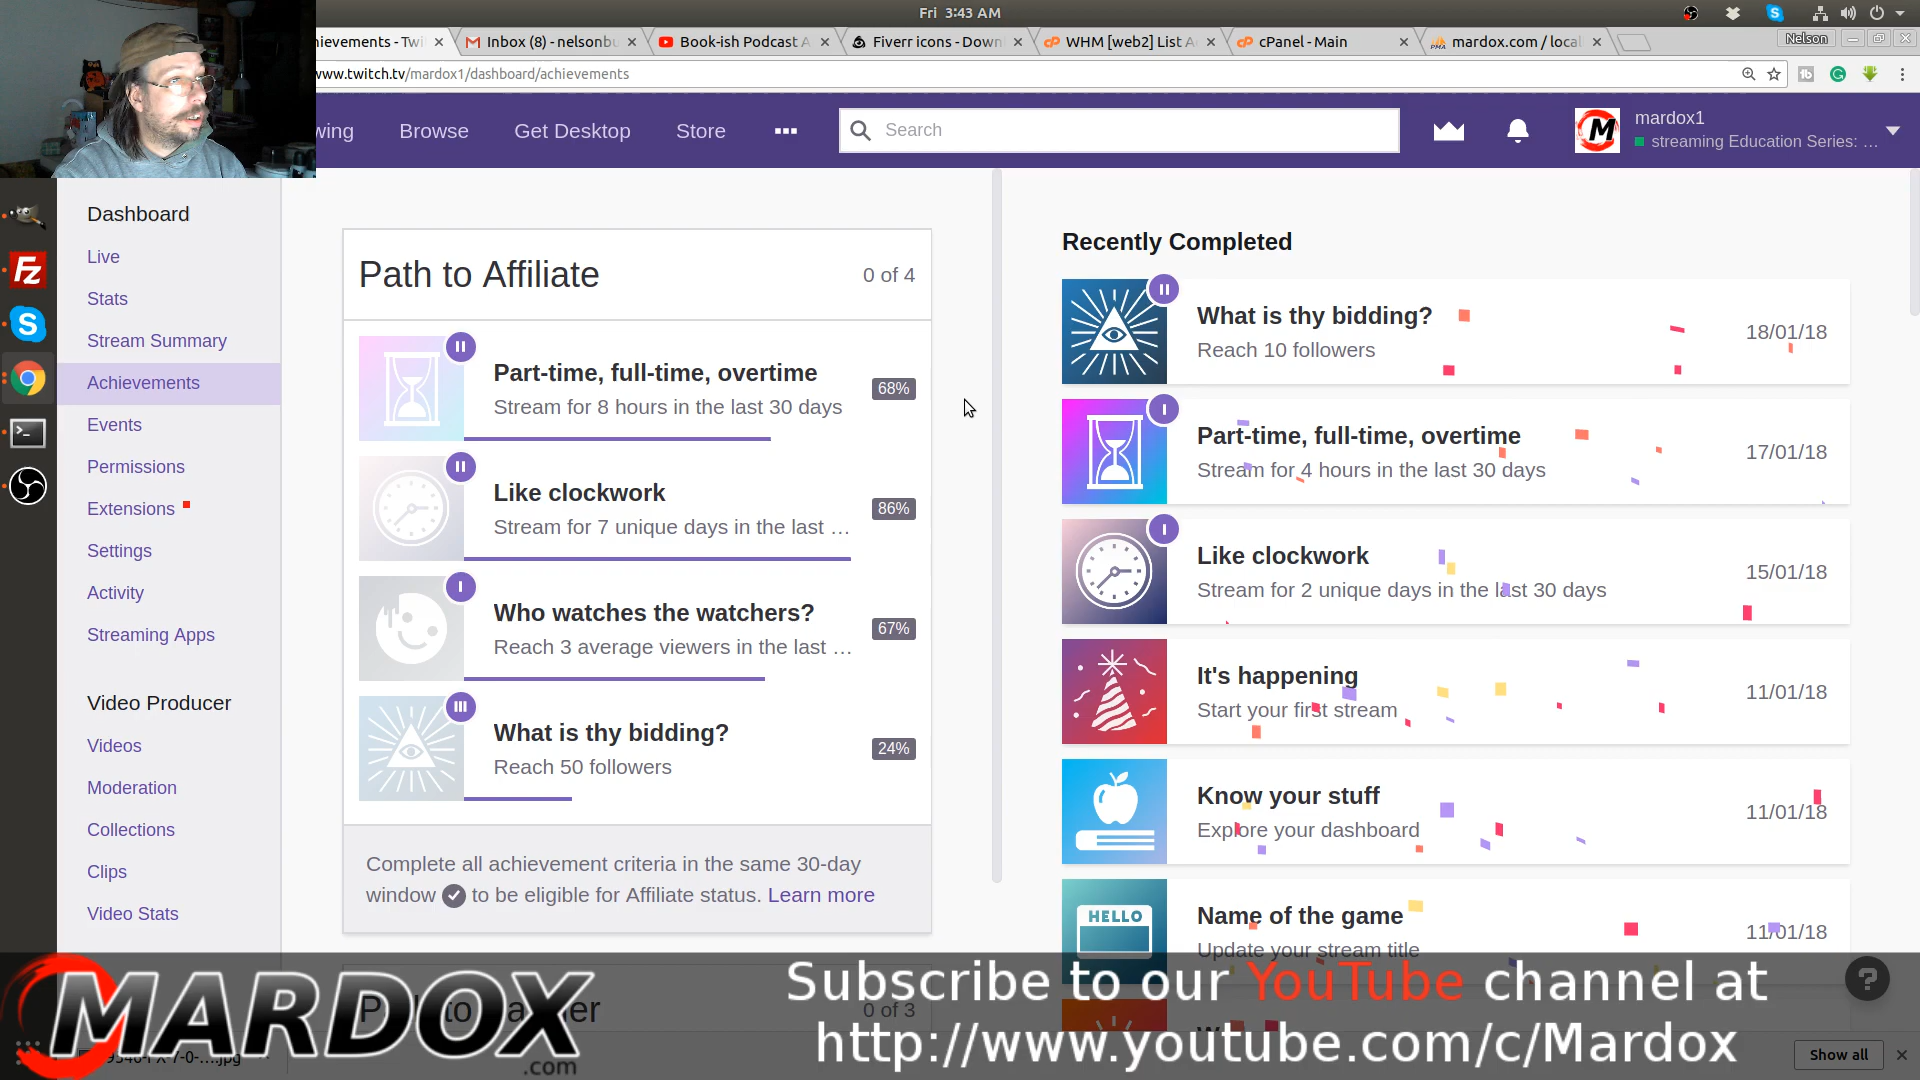 Fri 3:43 AM
hievements - Twi
Inbox (8) - nelsonbu
Book-ish Podcast A
Fiverr icons - Down
WHM [web2] List A
cPanel - Main
mardox.com / local
Nelson
www.twitch.tv/mardox1/dashboard/achievements
wing
Browse
Get Desktop
Store
Search
mardox1
streaming Education Series: ...
Dashboard
Live
Stats
Stream Summary
Achievements
Events
Permissions
Extensions
Settings
Activity
Streaming Apps
Video Producer
Videos
Moderation
Collections
Clips
Video Stats
Path to Affiliate
0 of 4
Part-time, full-time, overtime
Stream for 8 hours in the last 30 days
68%
Like clockwork
Stream for 7 unique days in the last ...
86%
Who watches the watchers?
Reach 3 average viewers in the last ...
67%
What is thy bidding?
Reach 50 followers
24%
Complete all achievement criteria in the same 30-day
window to be eligible for Affiliate status. Learn more
0 of 3
Recently Completed
What is thy bidding?
Reach 10 followers
18/01/18
Part-time, full-time, overtime
Stream for 4 hours in the last 30 days
17/01/18
Like clockwork
Stream for 2 unique days in the last 30 days
15/01/18
It's happening
Start your first stream
11/01/18
Know your stuff
Explore your dashboard
11/01/18
HELLO
Name of the game
Update your stream title
11/01/18
MARDOX
.com
Subscribe to our YouTube channel at
http://www.youtube.com/c/Mardox
Show all